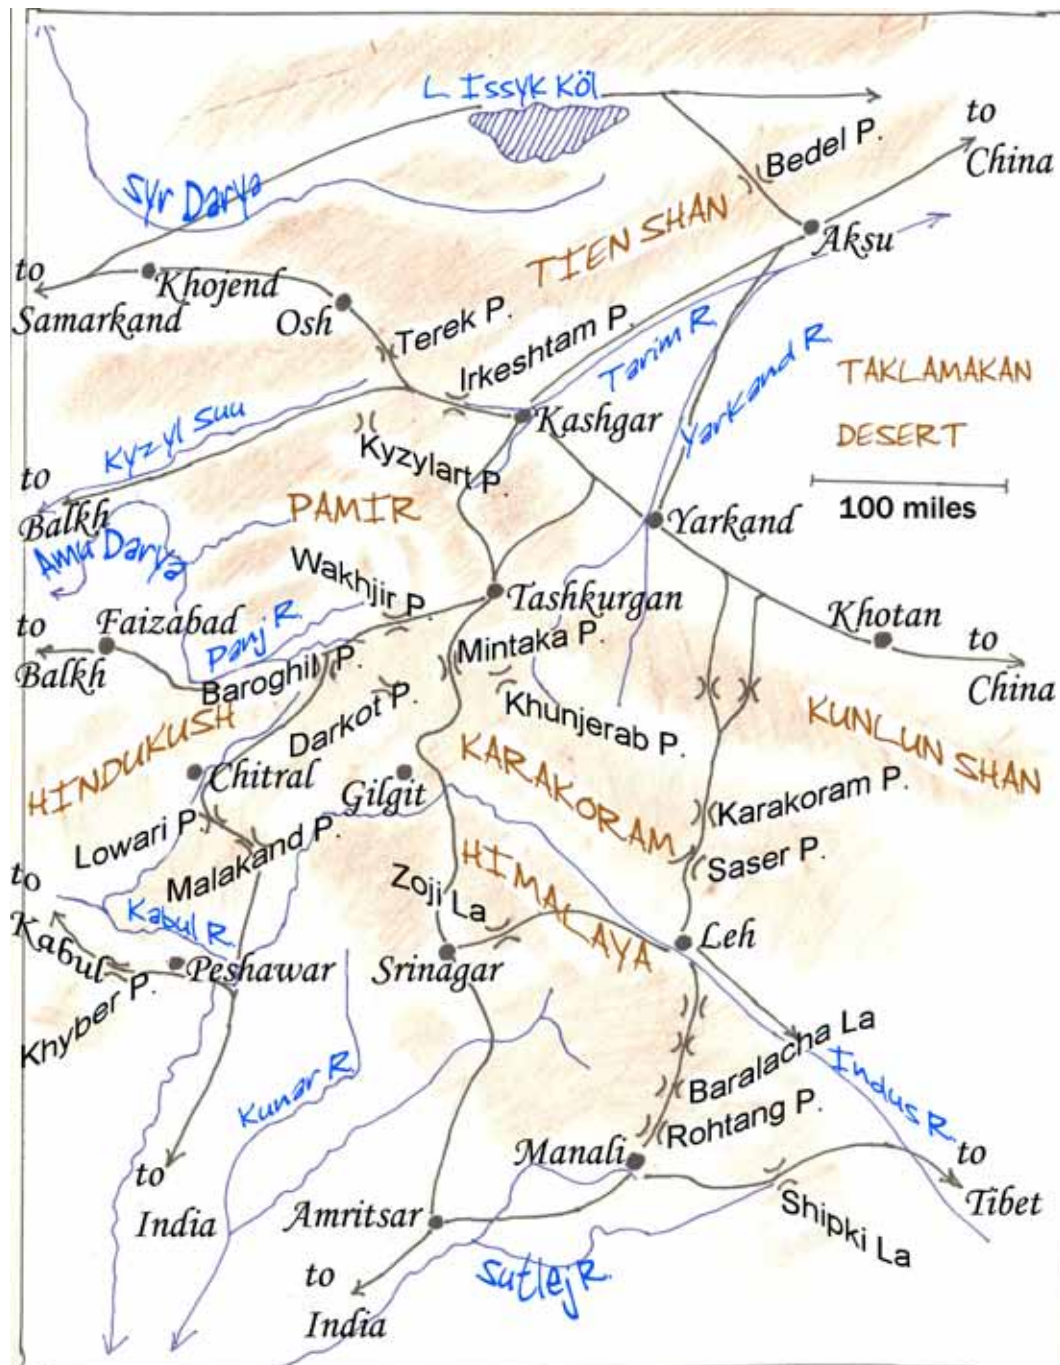 L. Issyk Köl
to
China
Bedel P.
Syr Darya
TIEN SHAN
Aksu
to
Samarkand
Khojend
Osh
Terek P.
Irkeshtam P.
Tarim R.
Yarkand R.
TAKLAMAKAN
DESERT
100 miles
Kyzyl Suu
Kashgar
Kyzylart P.
to
Balkh
PAMIR
Yarkand
Amu Darya
Wakhjir P.
Tashkurgan
Khotan
to
China
to
Balkh
Faizabad
Panj R.
Baroghil P.
Mintaka P.
Khunjerab P.
Darkot P.
HINDUKUSH
KARAKORAM
KUNLUN SHAN
Chitral
Gilgit
Karakoram P.
Lowari P.
Malakand P.
Saser P.
HIMALAYA
Zoji La
to
Kabul
Kabul R.
Peshawar
Srinagar
Leh
Khyber P.
Baralacha La
Indus R.
Kunar R.
Rohtang P.
Manali
to
Tibet
to
India
Amritsar
Shipki La
Sutlej R.
to
India